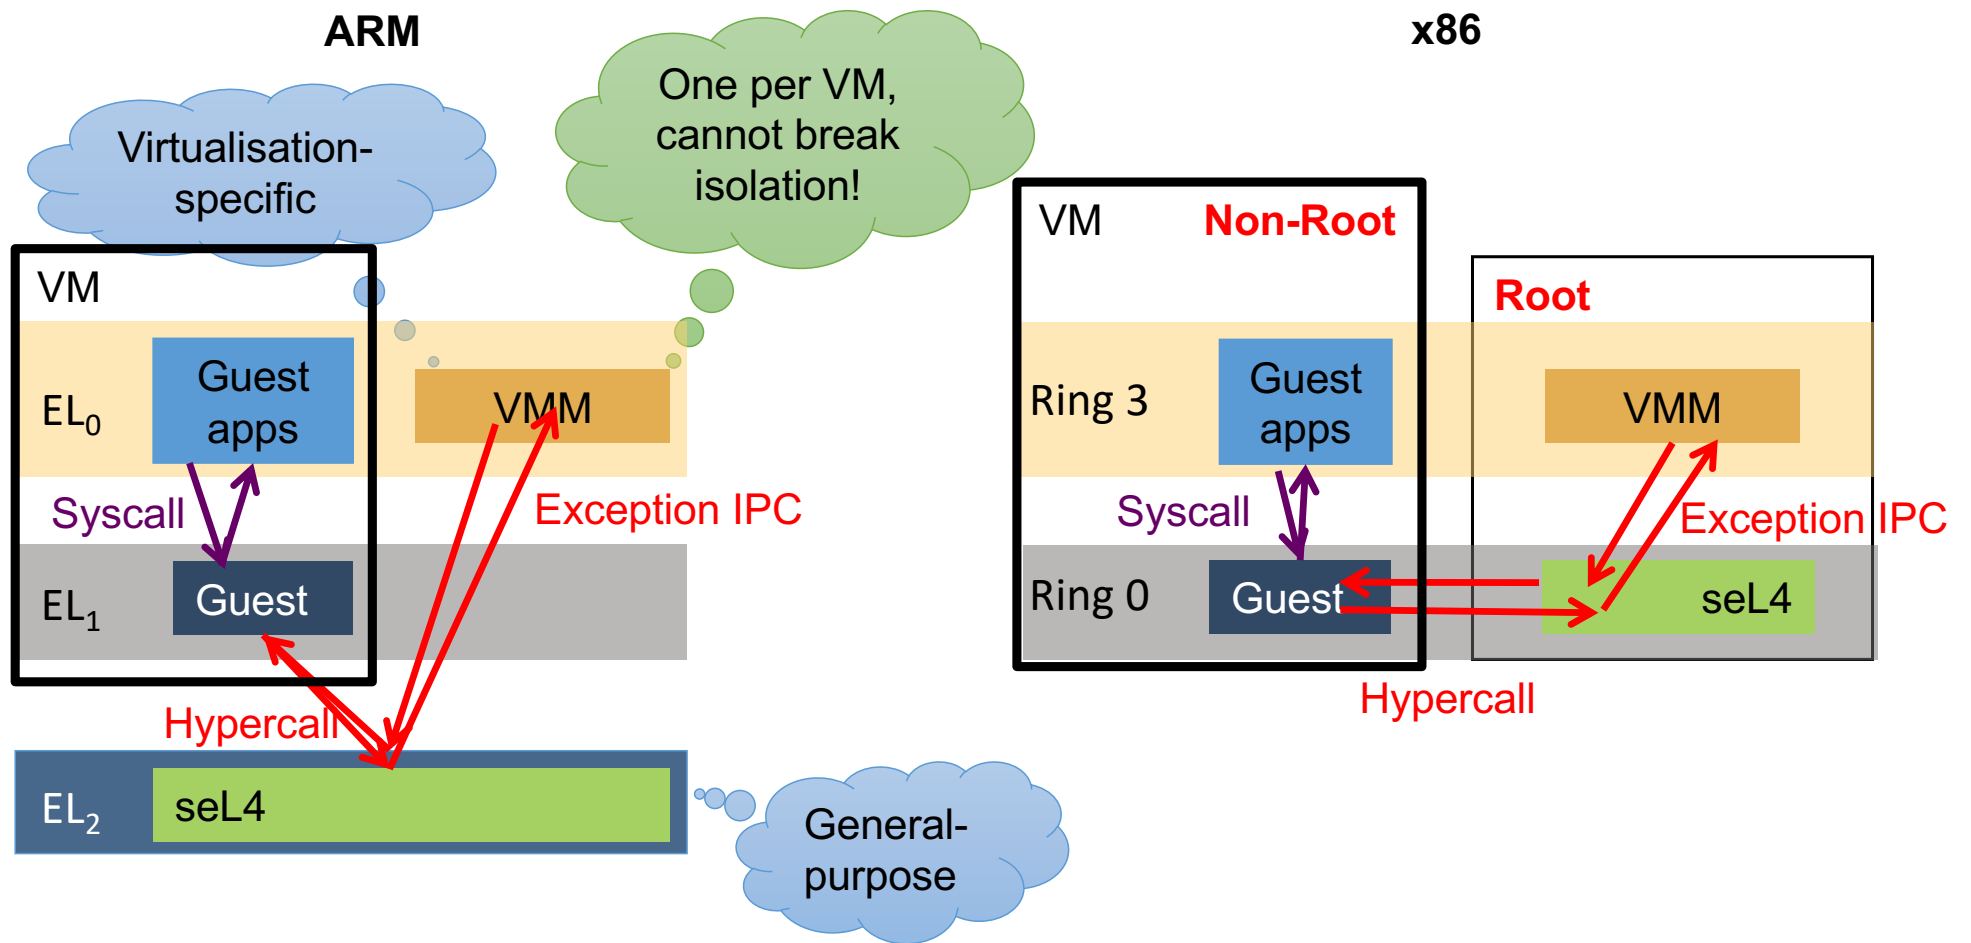 ARM
x86
One per VM,
cannot break
isolation!
Virtualisation-
specific
VM
VM
Non-Root
Root
EL0
Guest
apps
VMM
Ring 3
Guest
apps
VMM
Syscall
Exception IPC
Syscall
Exception IPC
EL1
Guest
Ring 0
Guest
seL4
Hypercall
Hypercall
EL2
seL4
General-
purpose